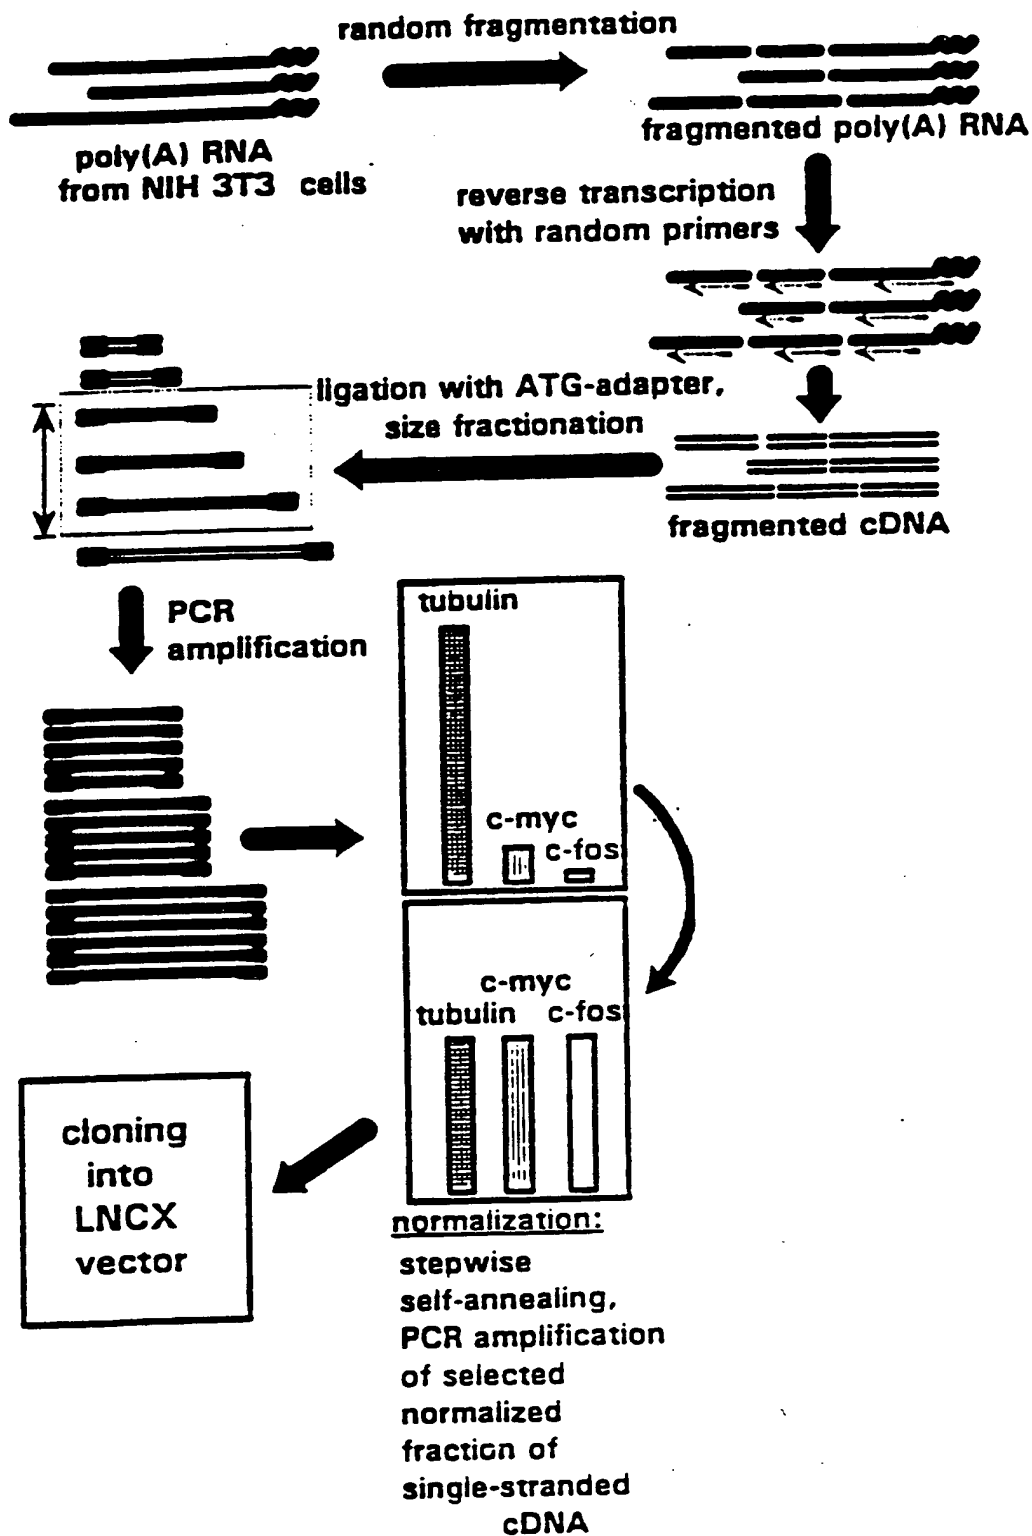 random fragmentation
poly(A) RNA
from NIH 3T3 cells
fragmented poly(A) RNA
reverse transcription
with random primers
ligation with ATG-adapter,
size fractionation
fragmented cDNA
PCR
amplification
tubulin
c-myc
c-fos
c-myc
tubulin c-fos
cloning
into
LNCX
vector
normalization:
stepwise
self-annealing,
PCR amplification
of selected
normalized
fraction of
single-stranded
cDNA